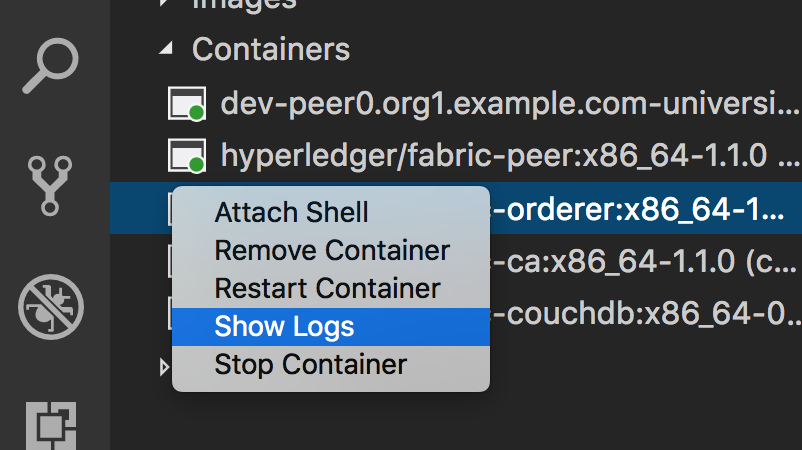 Images
Containers
dev-peer0.org1.example.com-universi...
hyperledger/fabric-peer:x86_64-1.1.0 ...
-orderer:x86_64-1...
-ca:x86_64-1.1.0 (c...
-couchdb:x86_64-0...
Attach Shell
Remove Container
Restart Container
Show Logs
Stop Container